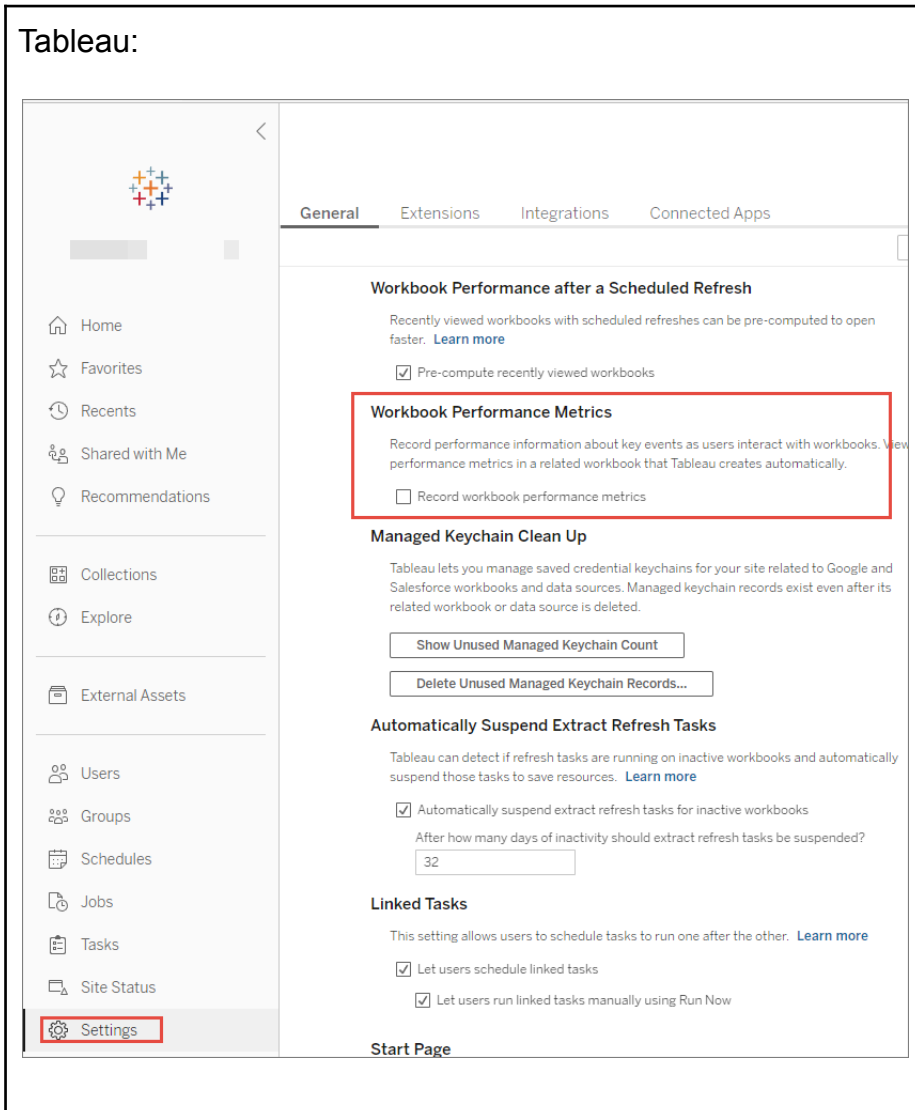 Tableau:
General Extensions Integrations Connected Apps
Home
Favorites
Recents
Shared with Me
Recommendations
Collections
Explore
External Assets
Users
Groups
Schedules
Jobs
Tasks
Site Status
Settings
Workbook Performance after a Scheduled Refresh
Recently viewed workbooks with scheduled refreshes can be pre-computed to open
faster. Learn more
Pre-compute recently viewed workbooks
Workbook Performance Metrics
Record performance information about key events as users interact with workbooks. View
performance metrics in a related workbook that Tableau creates automatically.
Record workbook performance metrics
Managed Keychain Clean Up
Tableau lets you manage saved credential keychains for your site related to Google and
Salesforce workbooks and data sources. Managed keychain records exist even after its
related workbook or data source is deleted.
Show Unused Managed Keychain Count
Delete Unused Managed Keychain Records...
Automatically Suspend Extract Refresh Tasks
Tableau can detect if refresh tasks are running on inactive workbooks and automatically
suspend those tasks to save resources. Learn more
Automatically suspend extract refresh tasks for inactive workbooks
After how many days of inactivity should extract refresh tasks be suspended?
32
Linked Tasks
This setting allows users to schedule tasks to run one after the other. Learn more
Let users schedule linked tasks
Let users run linked tasks manually using Run Now
Start Page